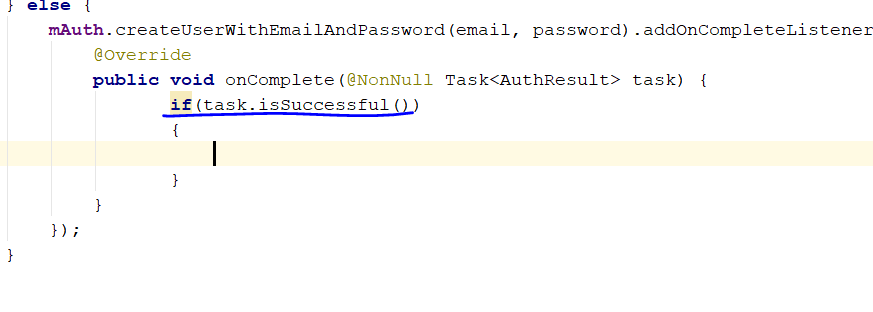 } else {
mAuth.createUserWithEmailAndPassword(email, password).addOnCompleteListener
@Override
public void onComplete(@NonNull Task<AuthResult> task) {
if(task.isSuccessful())
{
}
}
});
}